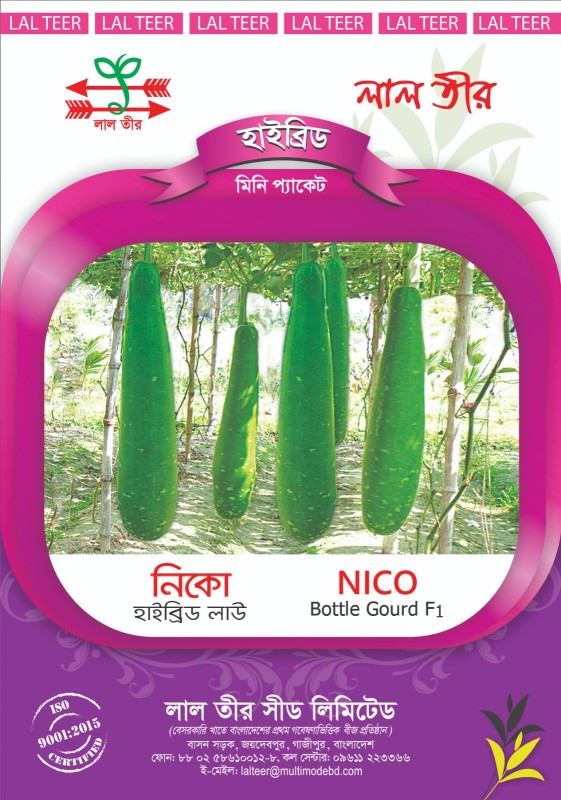 LAL TEER LAL TEER LAL TEER LAL TEER LAL TEER LAL TEER
লাল তীর
লাল তীর
হাইব্রিড
মিনি প্যাকেট
নিকো
হাইব্রিড লাউ
NICO
Bottle Gourd F1
লাল তীর সীড লিমিটেড
(বেসরকারি খাতে বাংলাদেশের প্রথম গবেষণাভিত্তিক বীজ প্রতিষ্ঠান)
বাসন সড়ক, জয়দেবপুর, গাজীপুর, বাংলাদেশ
ফোন: ৮৮ ০২ ৫৮৬১০০১২-৮, কল সেন্টার: ০৯৬১১ ২২৩৩৬৬
ই-মেইল: lalteer@multimodebd.com
ISO
9001:2015
CERTIFIED